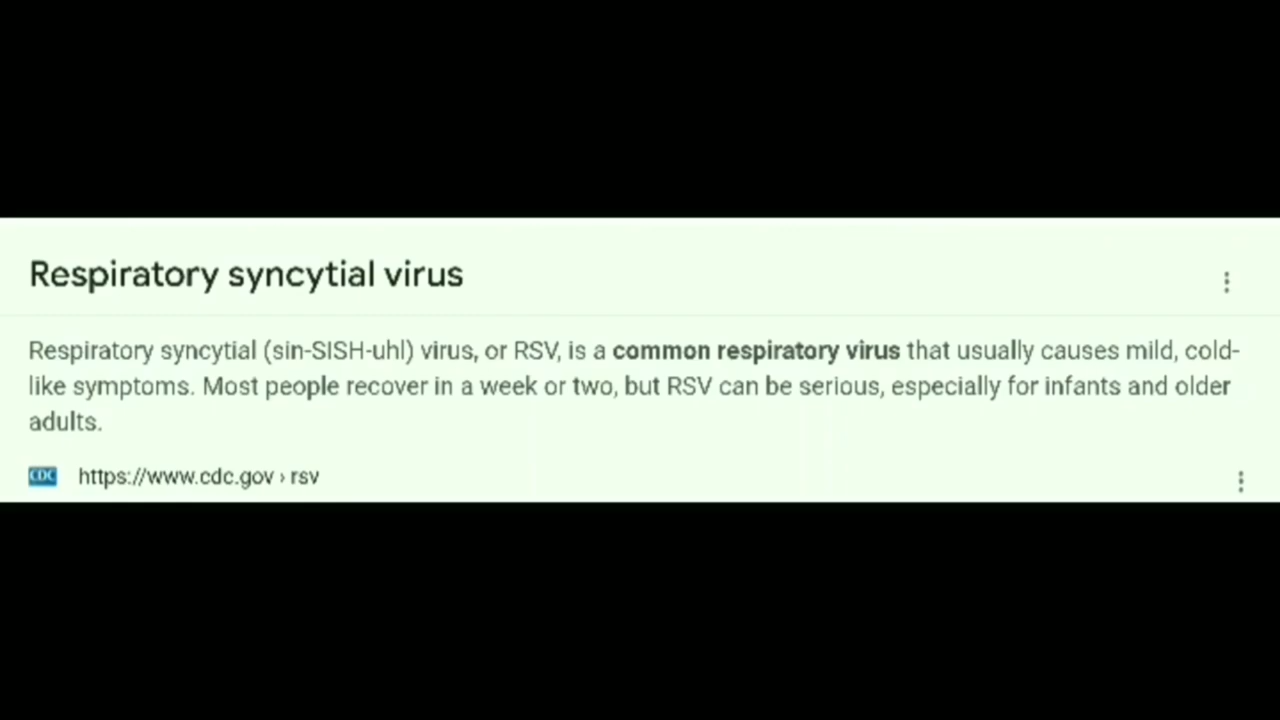 Respiratory syncytial virus
Respiratory syncytial (sin-SISH-uhl) virus, or RSV, is a common respiratory virus that usually causes mild, cold-
like symptoms. Most people recover in a week or two, but RSV can be serious, especially for infants and older
adults.
CDC https://www.cdc.gov › rsv